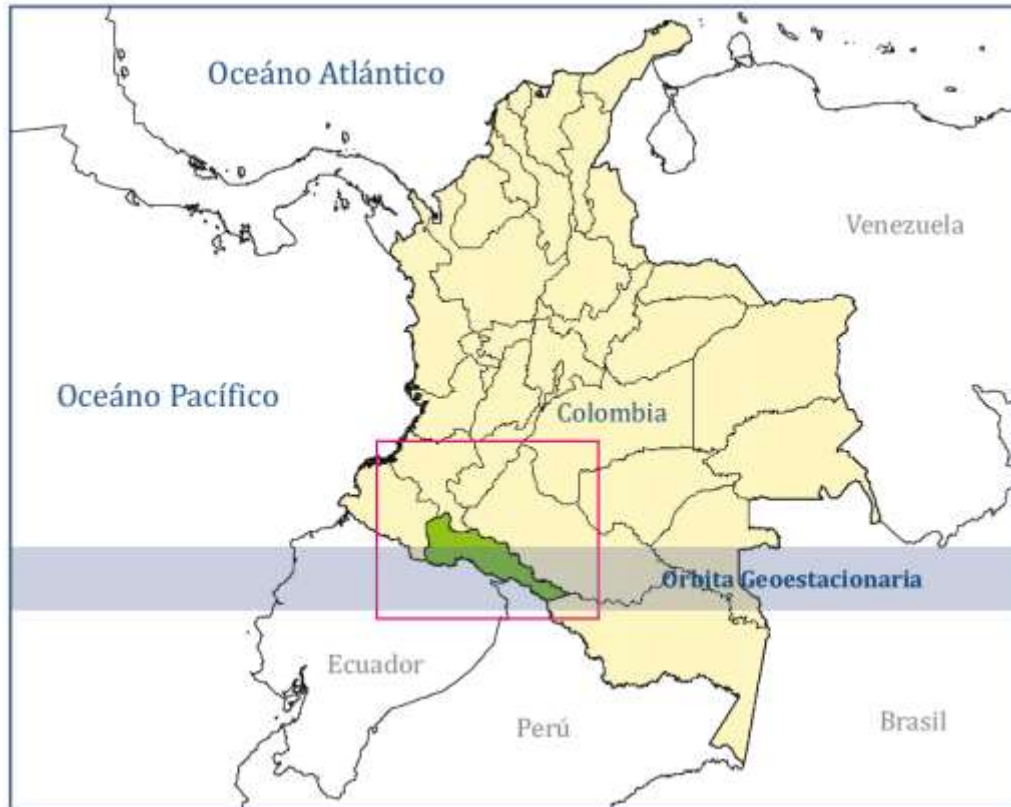 Oceáno Atlántico
Venezuela
Oceáno Pacífico
Colombia
Orbita Geoestacionaria
Ecuador
Perú
Brasil